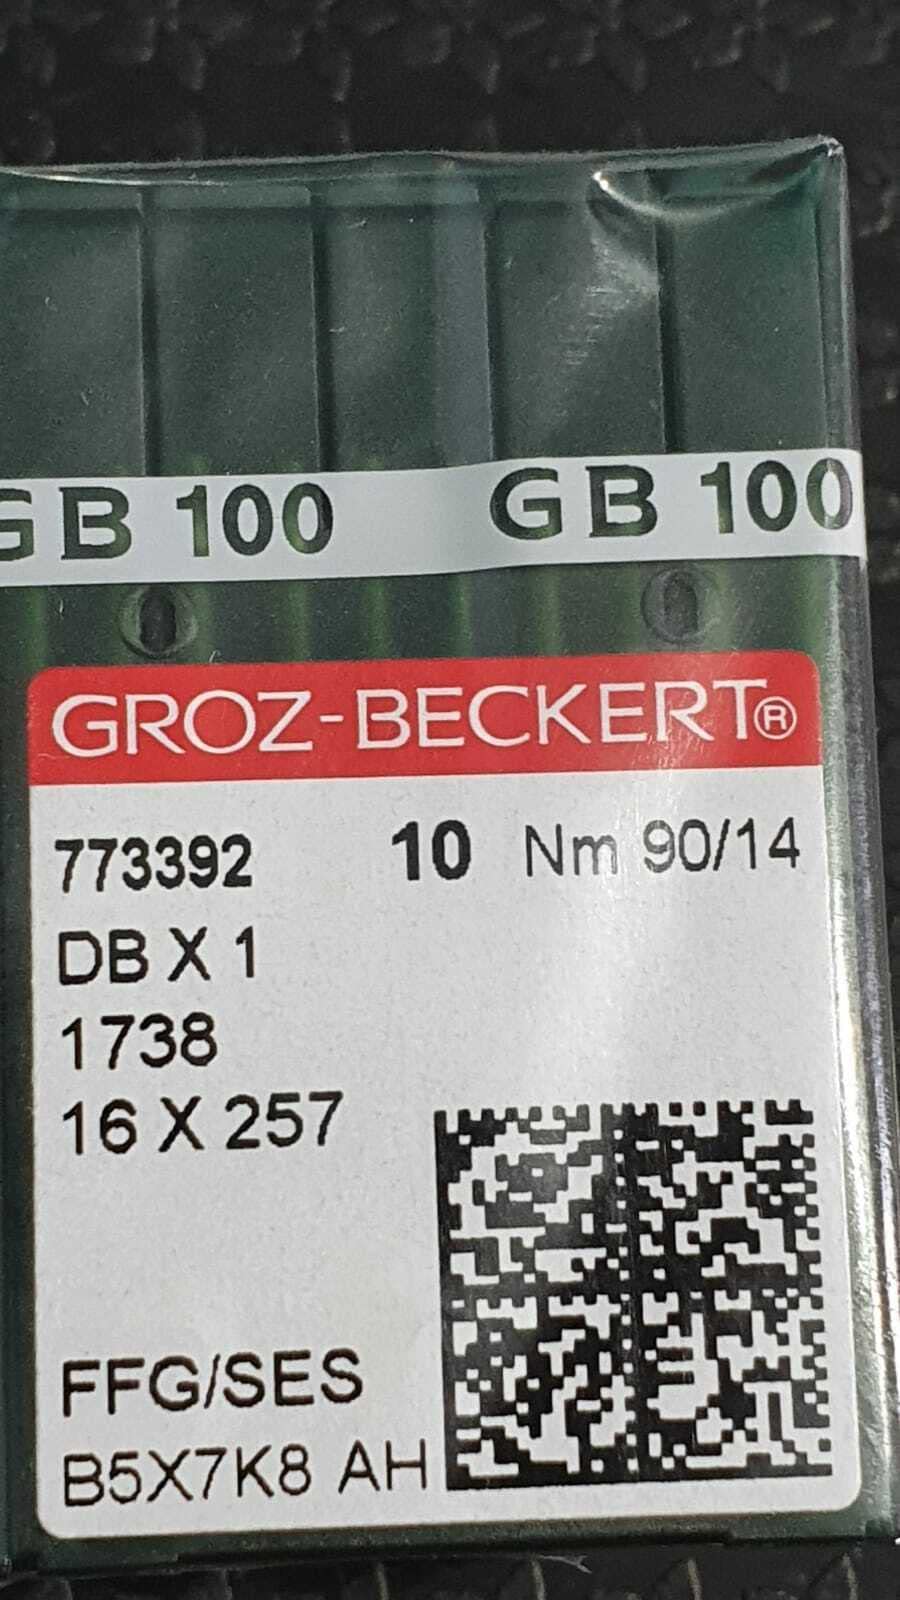 GB 100 GB 100
GROZ-BECKERT®
773392 10 Nm 90/14
DB X 1
1738
16 X 257
FFG/SES
B5X7K8 AH